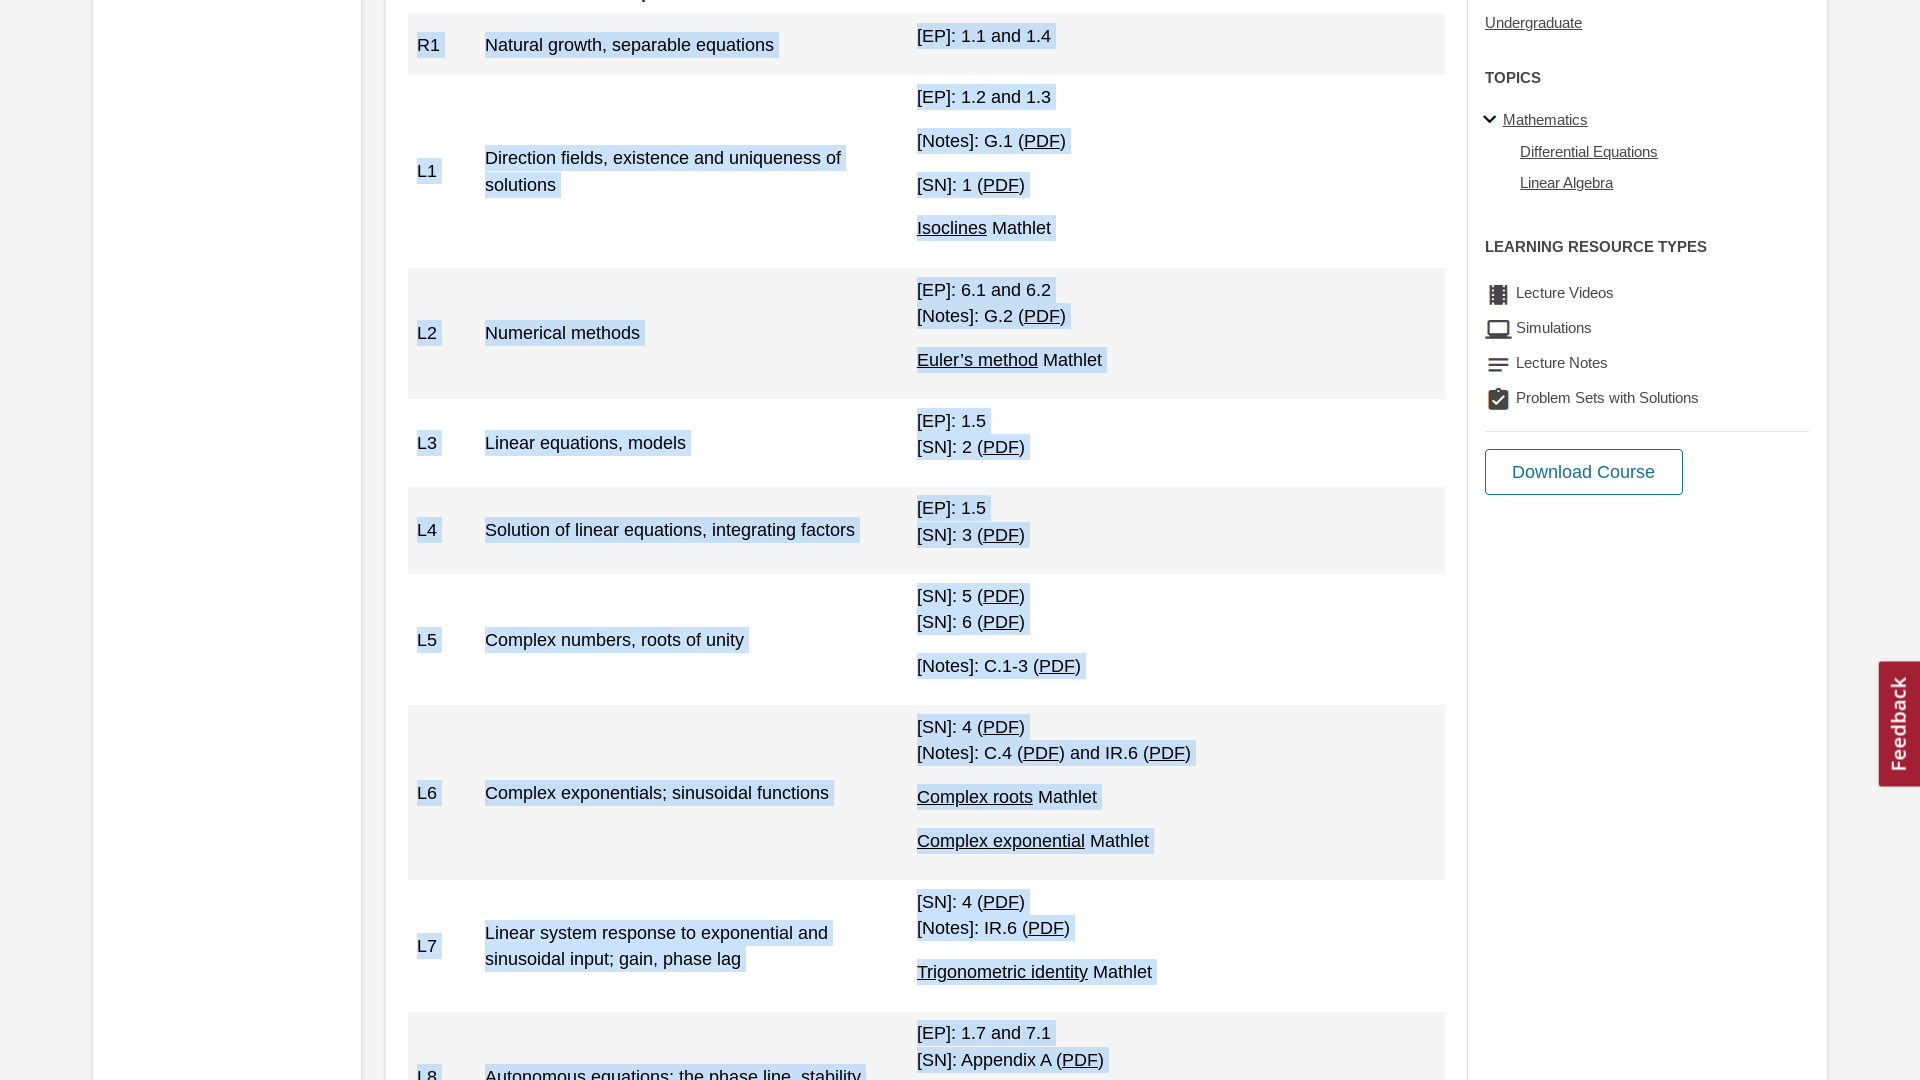 R1
Natural growth, separable equations
[EP]: 1.1 and 1.4
L1
Direction fields, existence and uniqueness of
solutions
[EP]: 1.2 and 1.3
[Notes]: G.1 (PDF)
[SN]: 1 (PDF)
Isoclines Mathlet
L2
Numerical methods
[EP]: 6.1 and 6.2
[Notes]: G.2 (PDF)
Euler’s method Mathlet
L3
Linear equations, models
[EP]: 1.5
[SN]: 2 (PDF)
L4
Solution of linear equations, integrating factors
[EP]: 1.5
[SN]: 3 (PDF)
L5
Complex numbers, roots of unity
[SN]: 5 (PDF)
[SN]: 6 (PDF)
[Notes]: C.1-3 (PDF)
L6
Complex exponentials; sinusoidal functions
[SN]: 4 (PDF)
[Notes]: C.4 (PDF) and IR.6 (PDF)
Complex roots Mathlet
Complex exponential Mathlet
L7
Linear system response to exponential and
sinusoidal input; gain, phase lag
[SN]: 4 (PDF)
[Notes]: IR.6 (PDF)
Trigonometric identity Mathlet
L8
Autonomous equations; the phase line, stability
[EP]: 1.7 and 7.1
[SN]: Appendix A (PDF)
Undergraduate
TOPICS
Mathematics
Differential Equations
Linear Algebra
LEARNING RESOURCE TYPES
Lecture Videos
Simulations
Lecture Notes
Problem Sets with Solutions
Download Course
Feedback